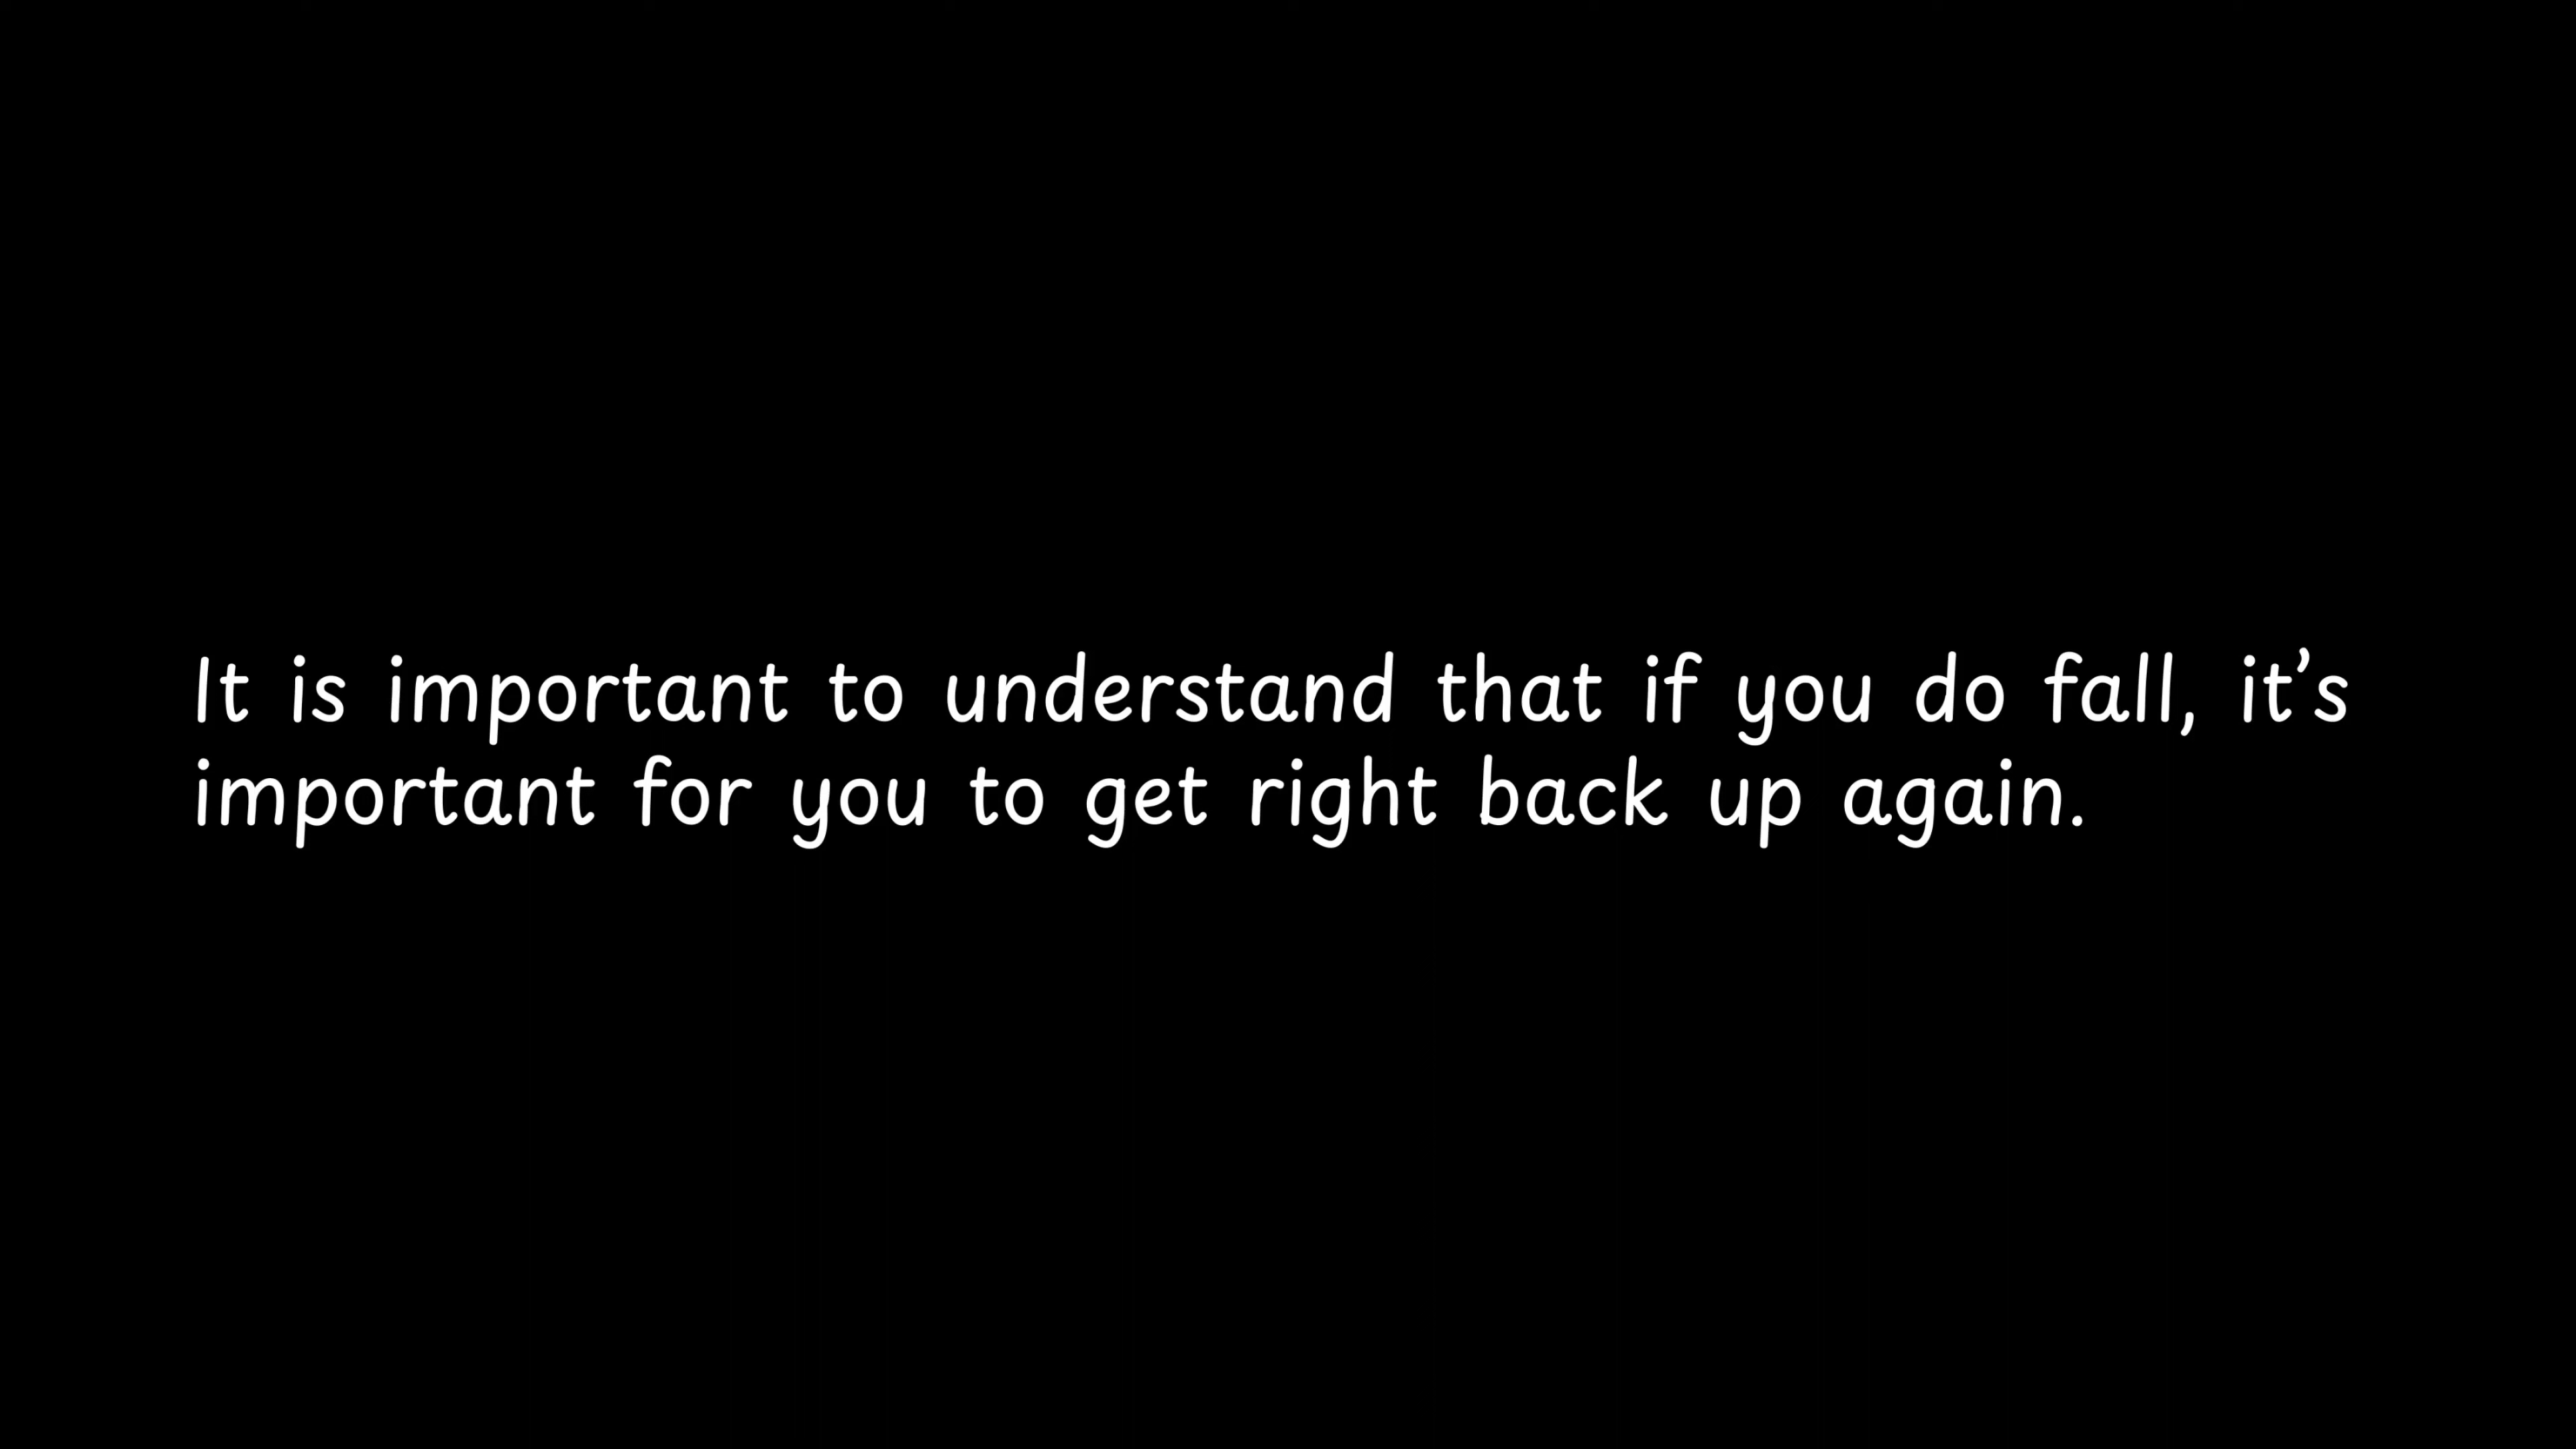 It is important to understand that if you do fall, it’s
important for you to get right back up again.